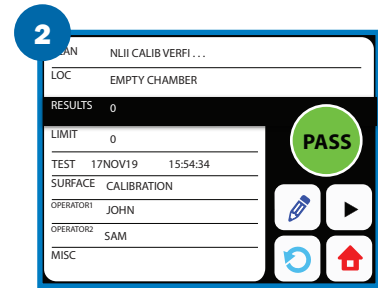 2
AN NLII CALIB VERFI . . .
LOC EMPTY CHAMBER
RESULTS 0
LIMIT 0
PASS
TEST 17NOV19 15:54:34
SURFACE CALIBRATION
OPERATOR1 JOHN
OPERATOR2 SAM
MISC